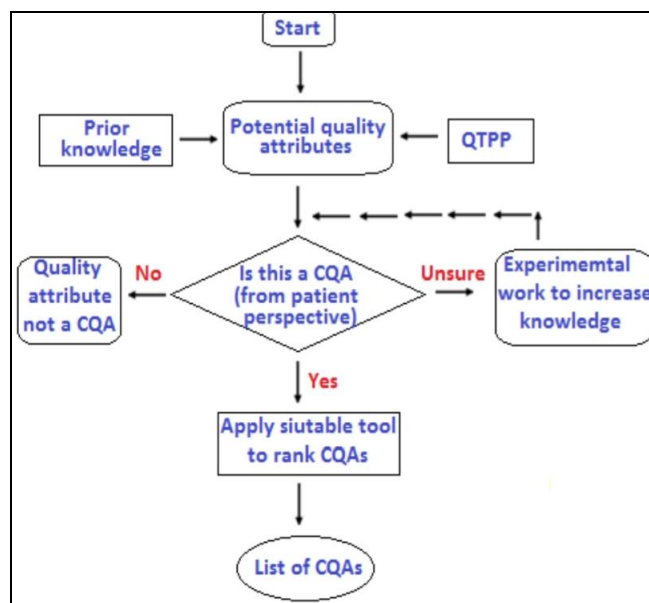 Start
Prior
knowledge
Potential quality
attributes
QTPP
Quality
attribute
not a CQA
No
Is this a CQA
(from patient
perspective)
Unsure
Experimemtal
work to increase
knowledge
Yes
Apply siutable tool
to rank CQAs
List of CQAs